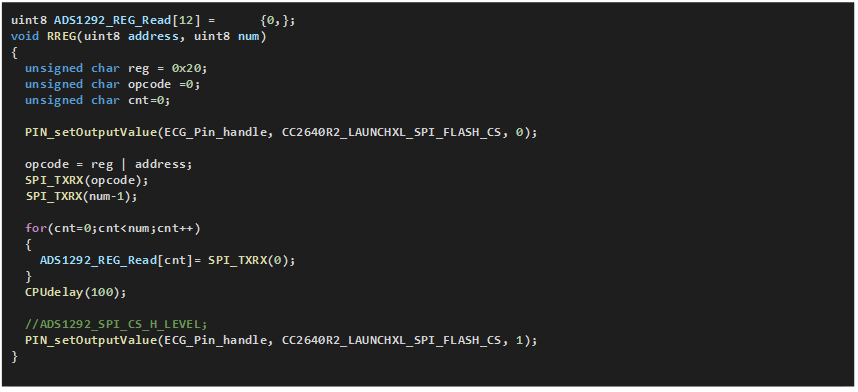 uint8 ADS1292_REG_Read[12] =      {0,};
void RREG(uint8 address, uint8 num)
{
  unsigned char reg = 0x20;
  unsigned char opcode =0;
  unsigned char cnt=0;

  PIN_setOutputValue(ECG_Pin_handle, CC2640R2_LAUNCHXL_SPI_FLASH_CS, 0);

  opcode = reg | address;
  SPI_TXRX(opcode);
  SPI_TXRX(num-1);

  for(cnt=0;cnt<num;cnt++)
  {
    ADS1292_REG_Read[cnt]= SPI_TXRX(0);
  }
  CPUdelay(100);

  //ADS1292_SPI_CS_H_LEVEL;
  PIN_setOutputValue(ECG_Pin_handle, CC2640R2_LAUNCHXL_SPI_FLASH_CS, 1);
}